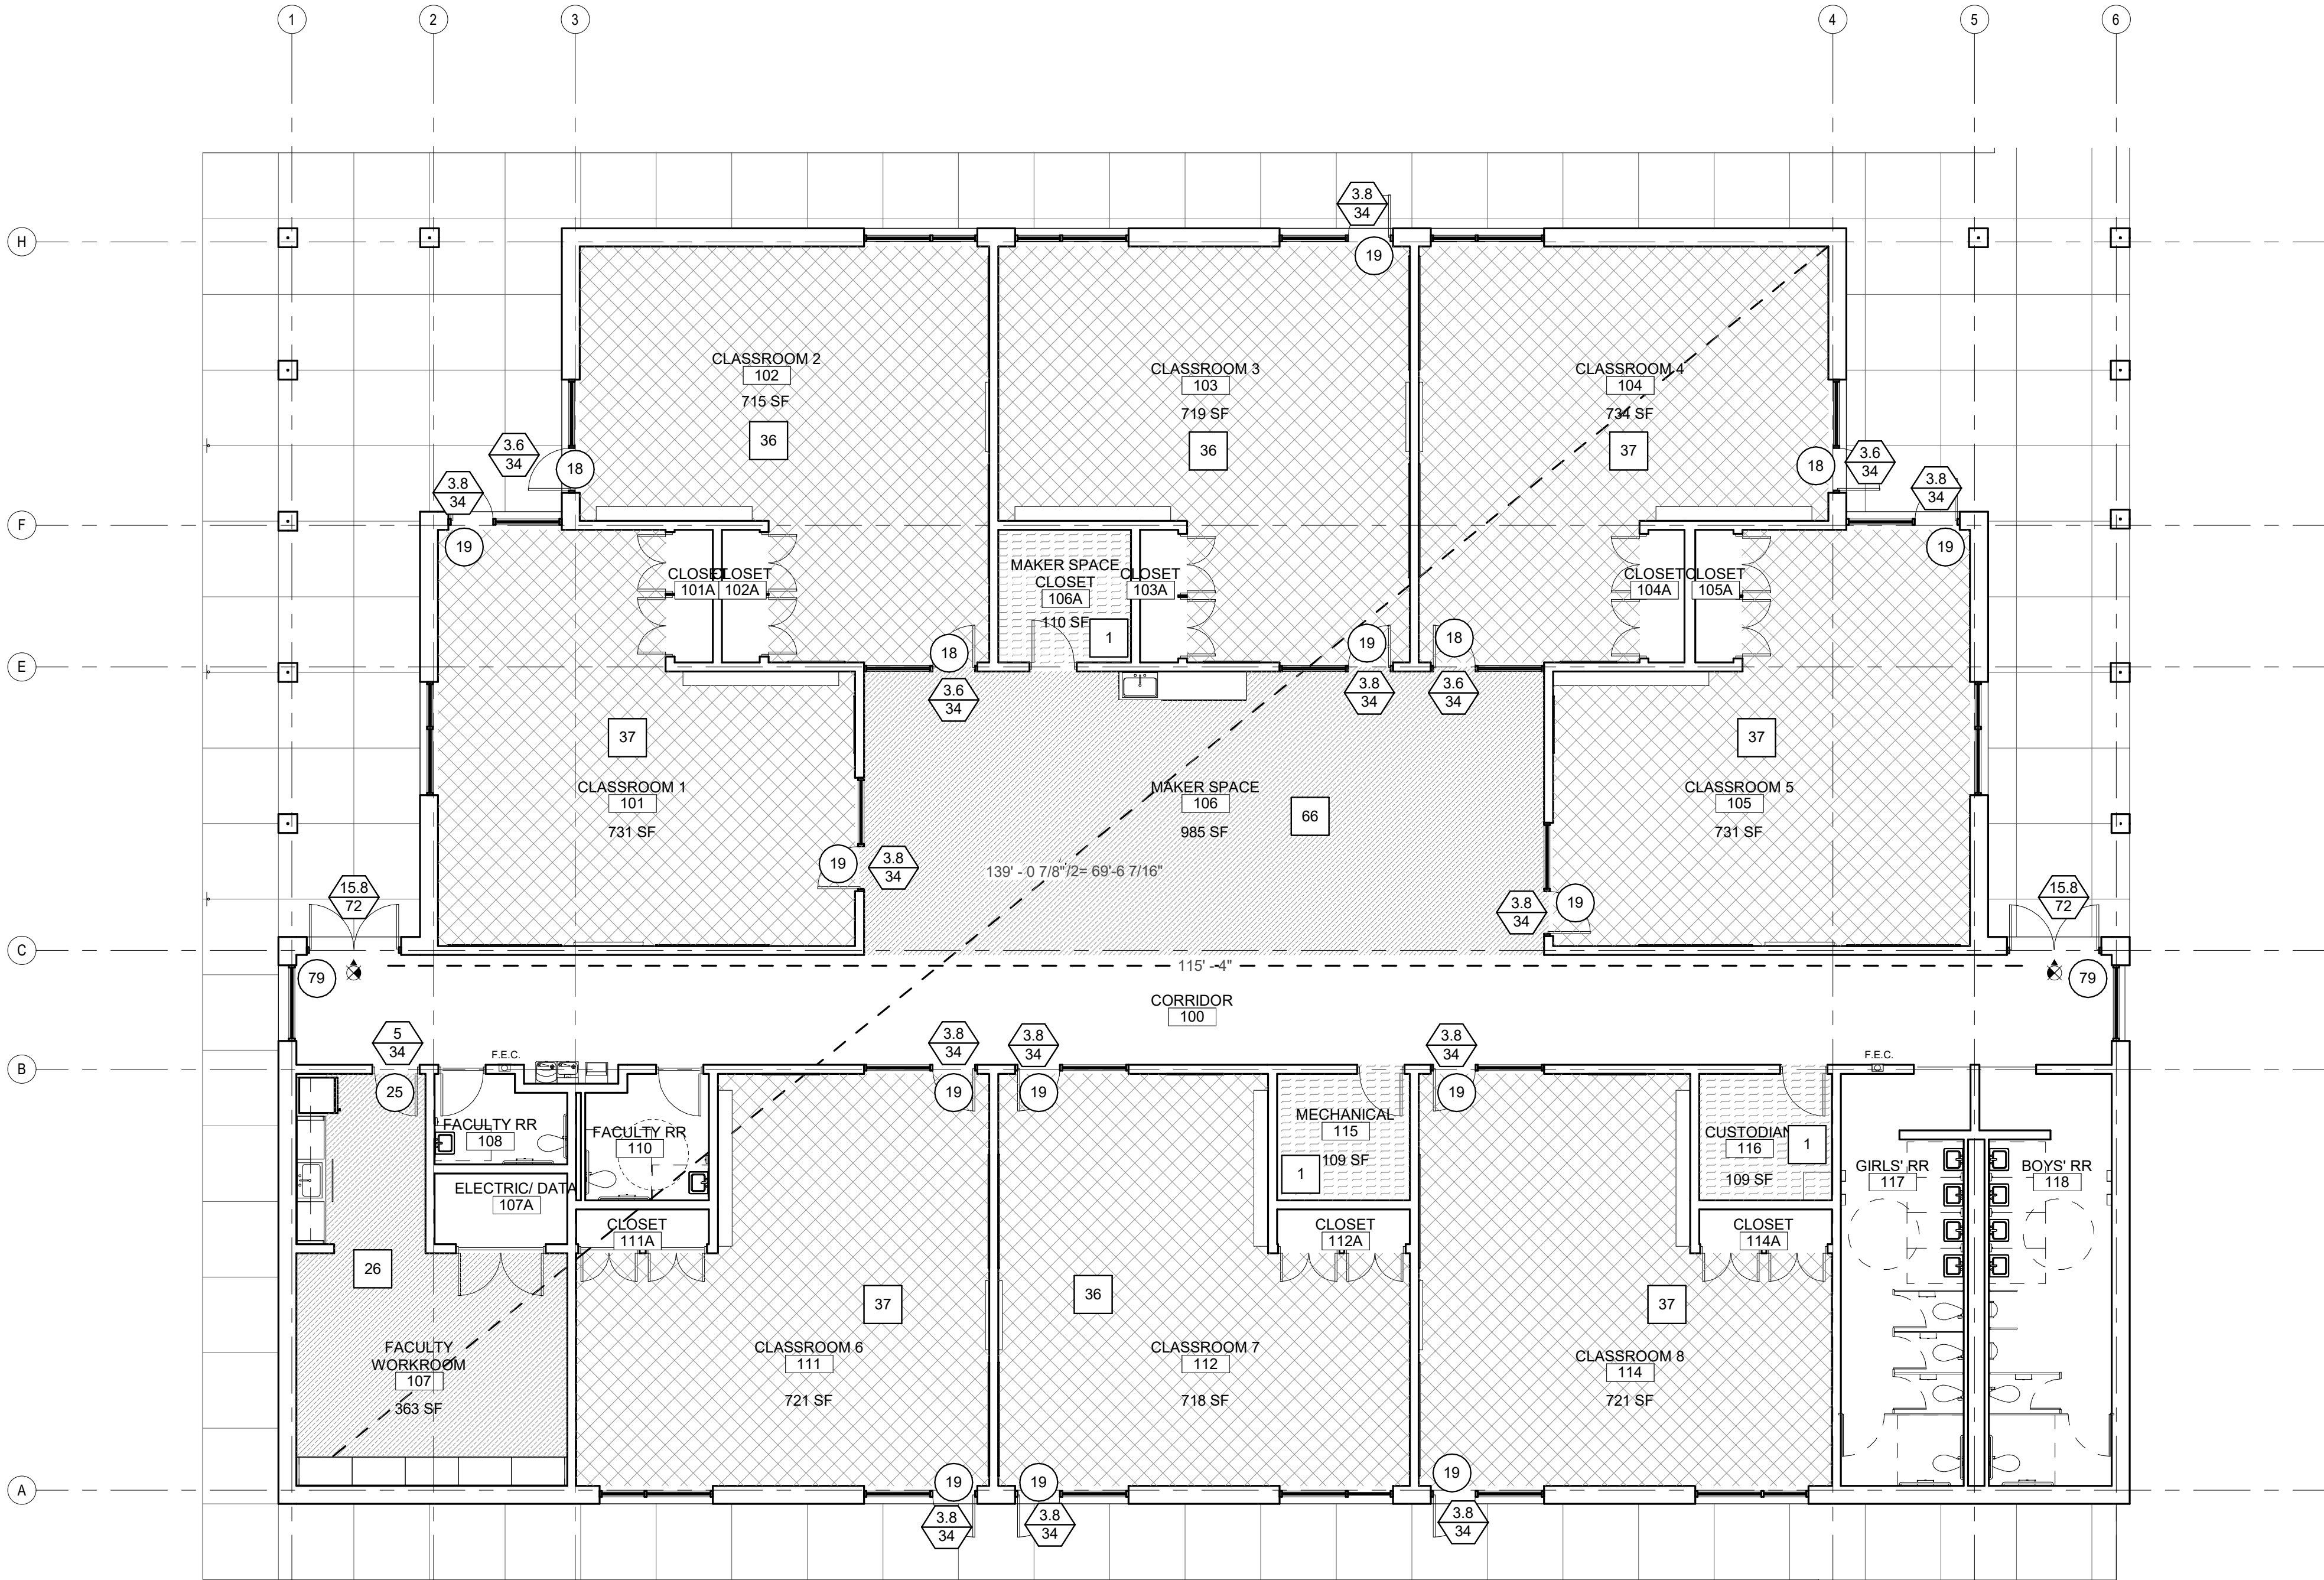 1
2
3
4
5
6
H
3.8
34
19
CLASSROOM 2
102
715 SF
36
CLASSROOM 3
103
719 SF
36
CLASSROOM 4
104
734 SF
37
3.6
34
18
18
3.6
34
3.8
34
3.8
34
F
19
19
CLOSET
101A
CLOSET
102A
MAKER SPACE
CLOSET
106A
110 SF
1
CLOSET
103A
CLOSET
104A
CLOSET
105A
E
18
19
18
3.6
34
3.8
34
3.6
34
37
CLASSROOM 1
101
731 SF
MAKER SPACE
106
985 SF
66
37
CLASSROOM 5
105
731 SF
19
3.8
34
139' - 0 7/8"/2= 69'-6 7/16"
3.8
34
19
15.8
72
15.8
72
C
115' - 4"
79
79
CORRIDOR
100
5
34
F.E.C.
3.8
34
3.8
34
3.8
34
F.E.C.
B
25
19
19
19
FACULTY RR
108
FACULTY RR
110
MECHANICAL
115
109 SF
1
CUSTODIAN
116
109 SF
1
GIRLS' RR
117
BOYS' RR
118
ELECTRIC/ DATA
107A
CLOSET
111A
CLOSET
112A
CLOSET
114A
26
37
36
37
FACULTY
WORKROOM
107
363 SF
CLASSROOM 6
111
721 SF
CLASSROOM 7
112
718 SF
CLASSROOM 8
114
721 SF
A
19
19
19
3.8
34
3.8
34
3.8
34